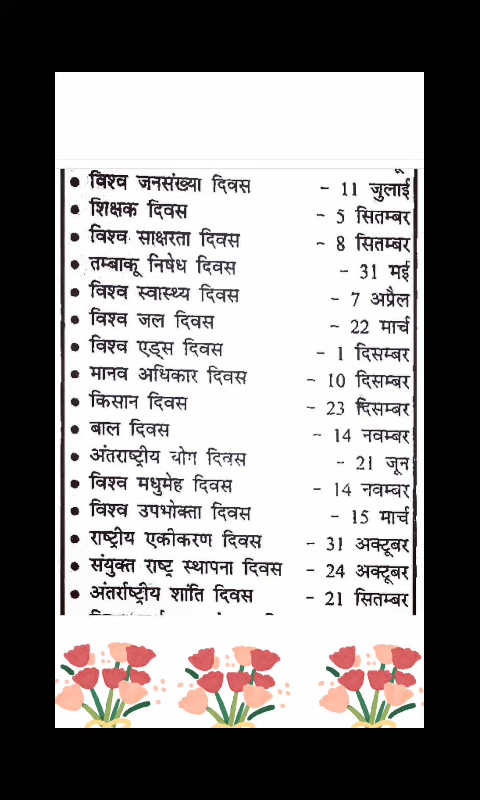 • विश्व जनसंख्या दिवस - 11 जुलाई
• शिक्षक दिवस - 5 सितम्बर
• विश्व साक्षरता दिवस - 8 सितम्बर
• तम्बाकू निषेध दिवस - 31 मई
• विश्व स्वास्थ्य दिवस - 7 अप्रैल
• विश्व जल दिवस - 22 मार्च
• विश्व एड्स दिवस - 1 दिसम्बर
• मानव अधिकार दिवस - 10 दिसम्बर
• किसान दिवस - 23 दिसम्बर
• बाल दिवस - 14 नवम्बर
• अंतराष्ट्रीय योग दिवस - 21 जून
• विश्व मधुमेह दिवस - 14 नवम्बर
• विश्व उपभोक्ता दिवस - 15 मार्च
• राष्ट्रीय एकीकरण दिवस - 31 अक्टूबर
• संयुक्त राष्ट्र स्थापना दिवस - 24 अक्टूबर
• अंतर्राष्ट्रीय शांति दिवस - 21 सितम्बर